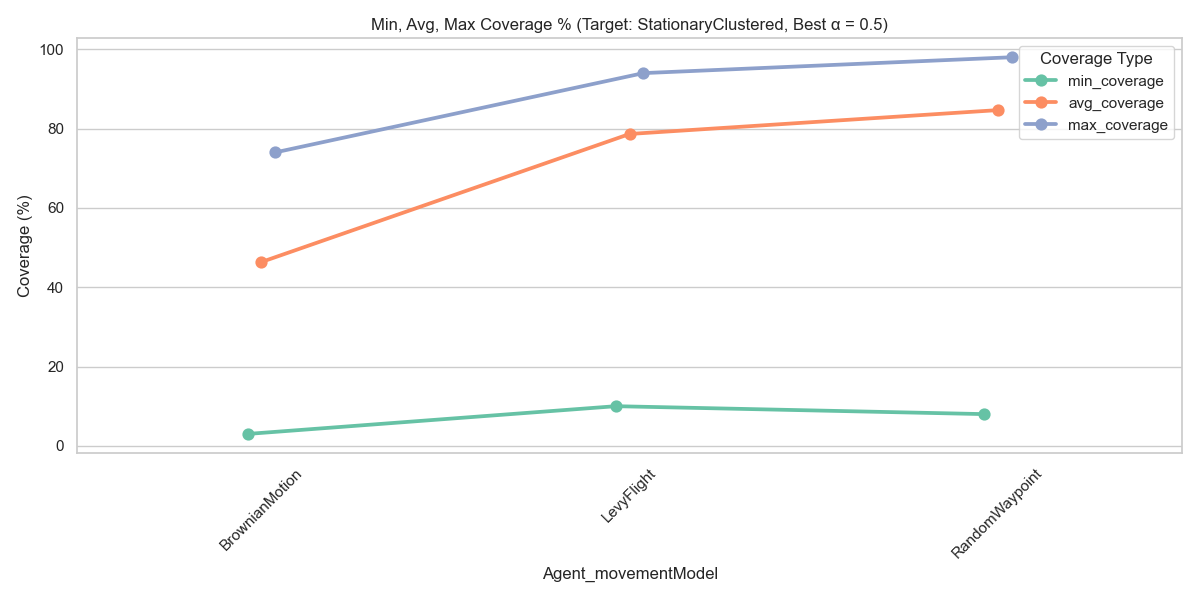 Min, Avg, Max Coverage % (Target: StationaryClustered, Best α = 0.5)
Coverage Type
min_coverage
avg_coverage
max_coverage
Coverage (%)
100
80
60
40
20
0
BrownianMotion
LevyFlight
RandomWaypoint
Agent_movementModel